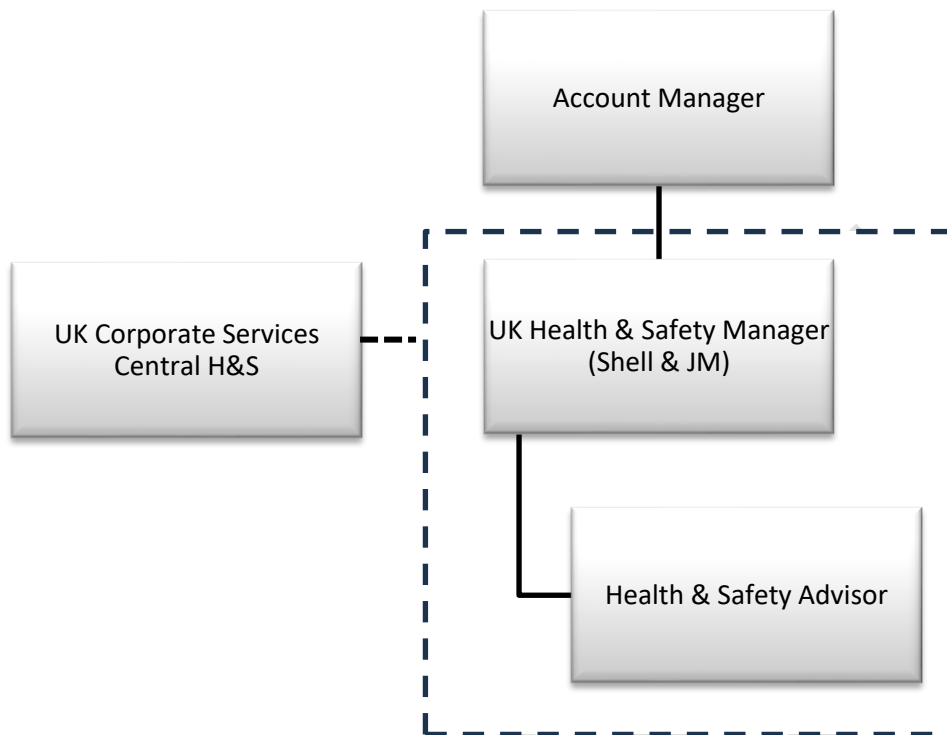 Account Manager
UK Corporate Services
Central H&S
UK Health & Safety Manager
(Shell & JM)
Health & Safety Advisor